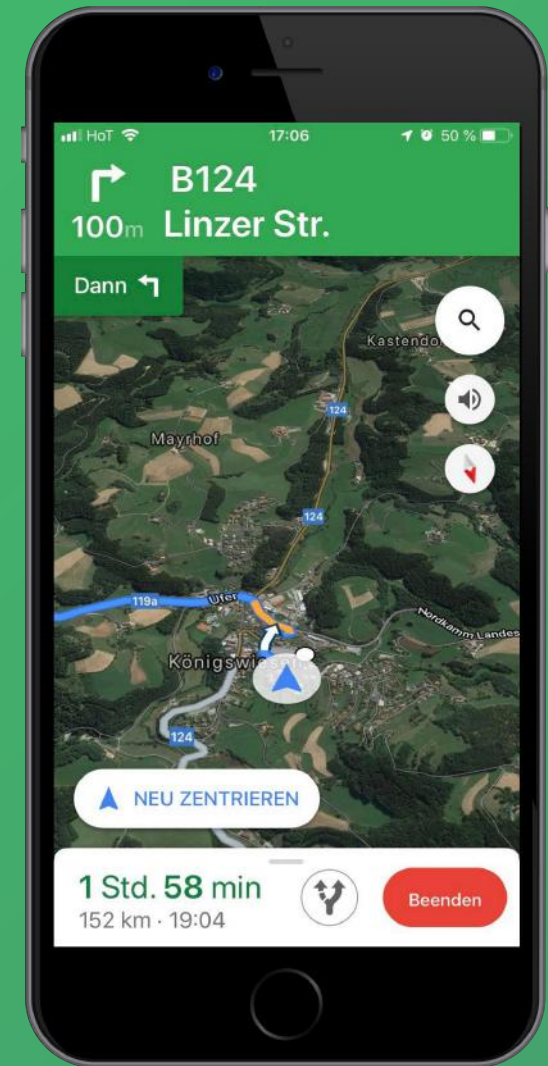 HoT 17:06 50 %
B124
100m Linzer Str.
Dann
Kastendo
124
Mayrhof
124
119a
Ufer
Nordkamm Landes
Königswiesen
124
NEU ZENTRIEREN
1 Std. 58 min
152 km · 19:04
Beenden